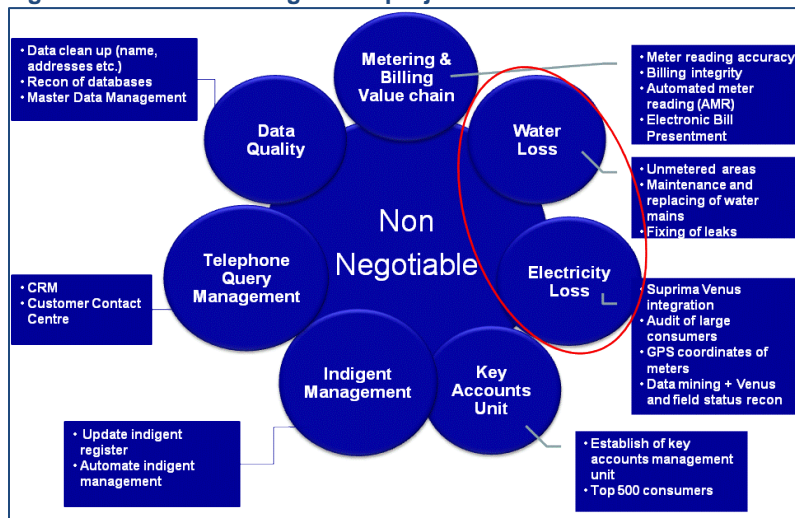 • Data clean up (name,
addresses etc.)
• Recon of databases
• Master Data Management
Metering &
Billing
Value chain
• Meter reading accuracy
• Billing integrity
• Automated meter
reading (AMR)
• Electronic Bill
Presentment
Data
Quality
Water
Loss
• Unmetered areas
• Maintenance and
replacing of water
mains
• Fixing of leaks
Non
Negotiable
Telephone
Query
Management
• CRM
• Customer Contact
Centre
Electricity
Loss
• Suprima Venus
integration
• Audit of large
consumers
• GPS coordinates of
meters
• Data mining + Venus
and field status recon
Indigent
Management
Key
Accounts
Unit
• Update indigent
register
• Automate indigent
management
• Establish of key
accounts management
unit
• Top 500 consumers